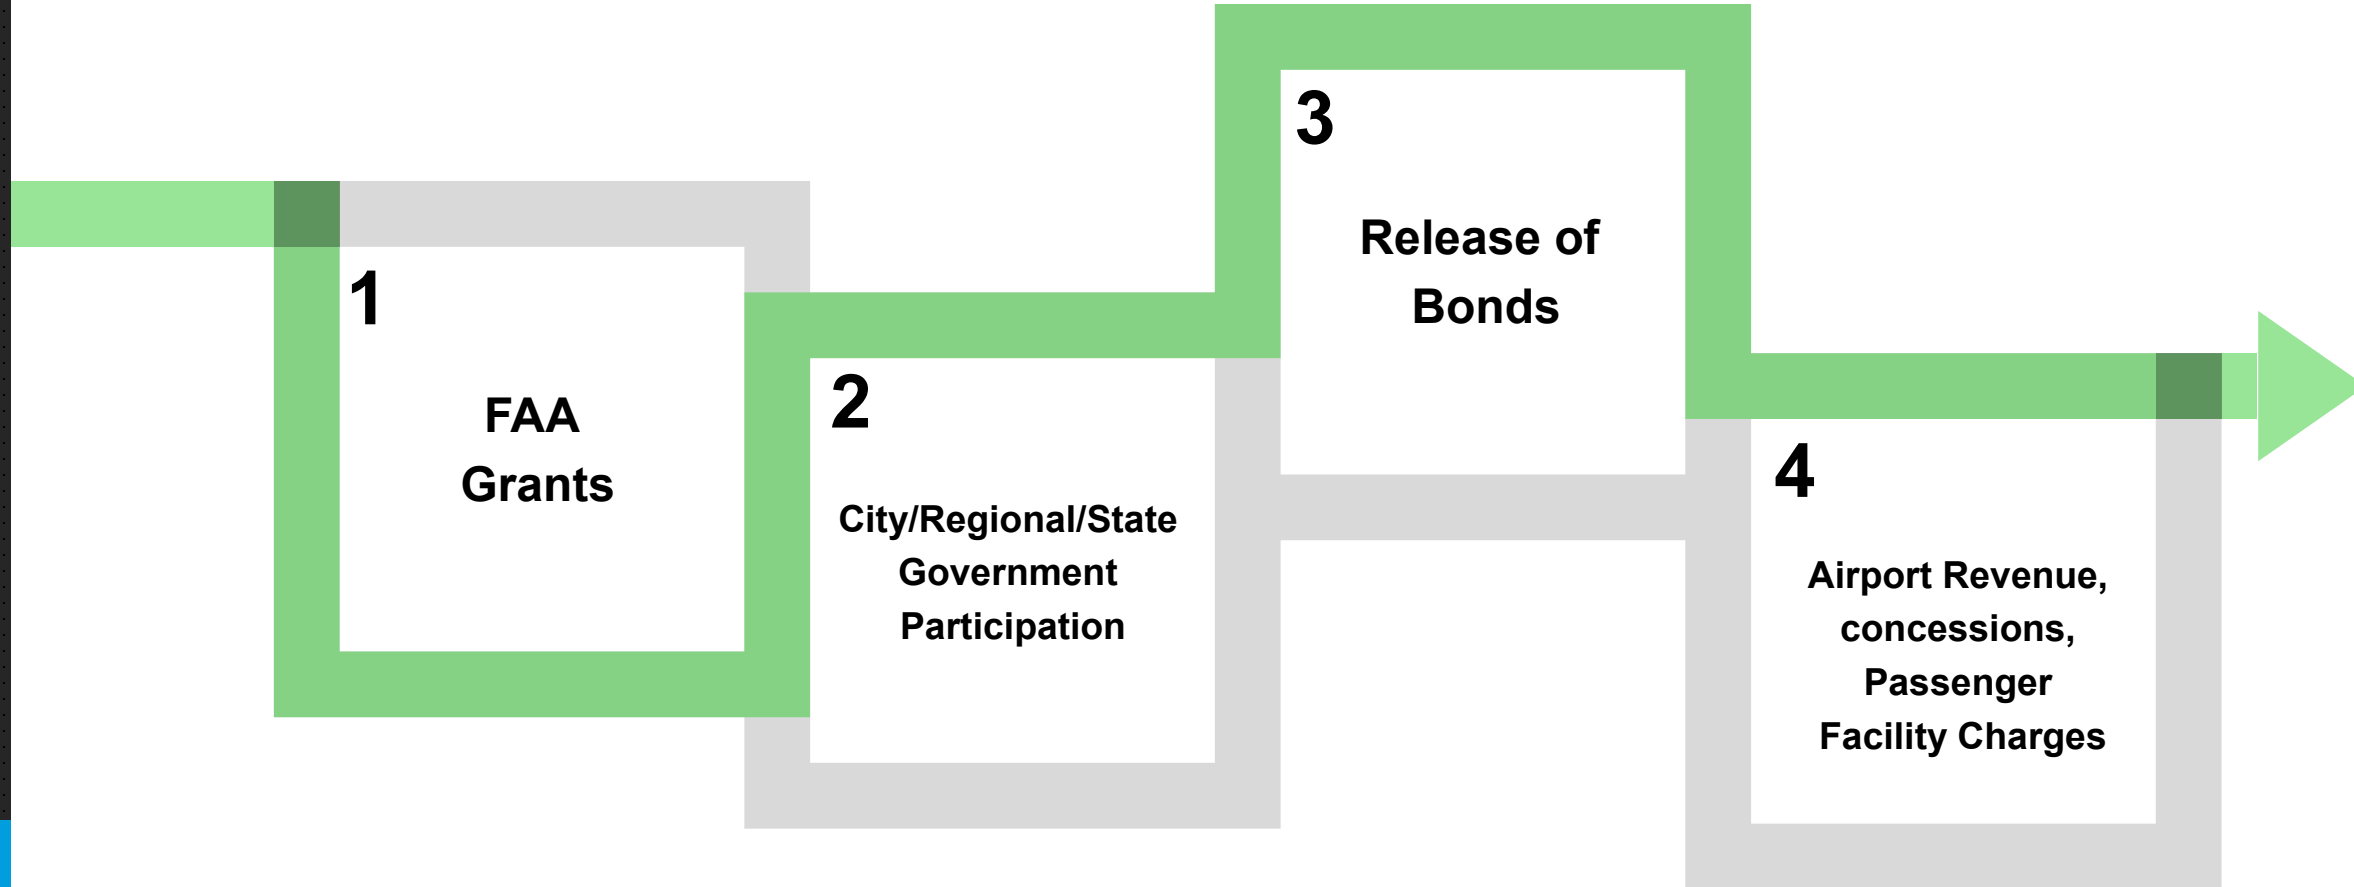 1
FAA
Grants
2
City/Regional/State
Government
Participation
3
Release of
Bonds
4
Airport Revenue,
concessions,
Passenger
Facility Charges